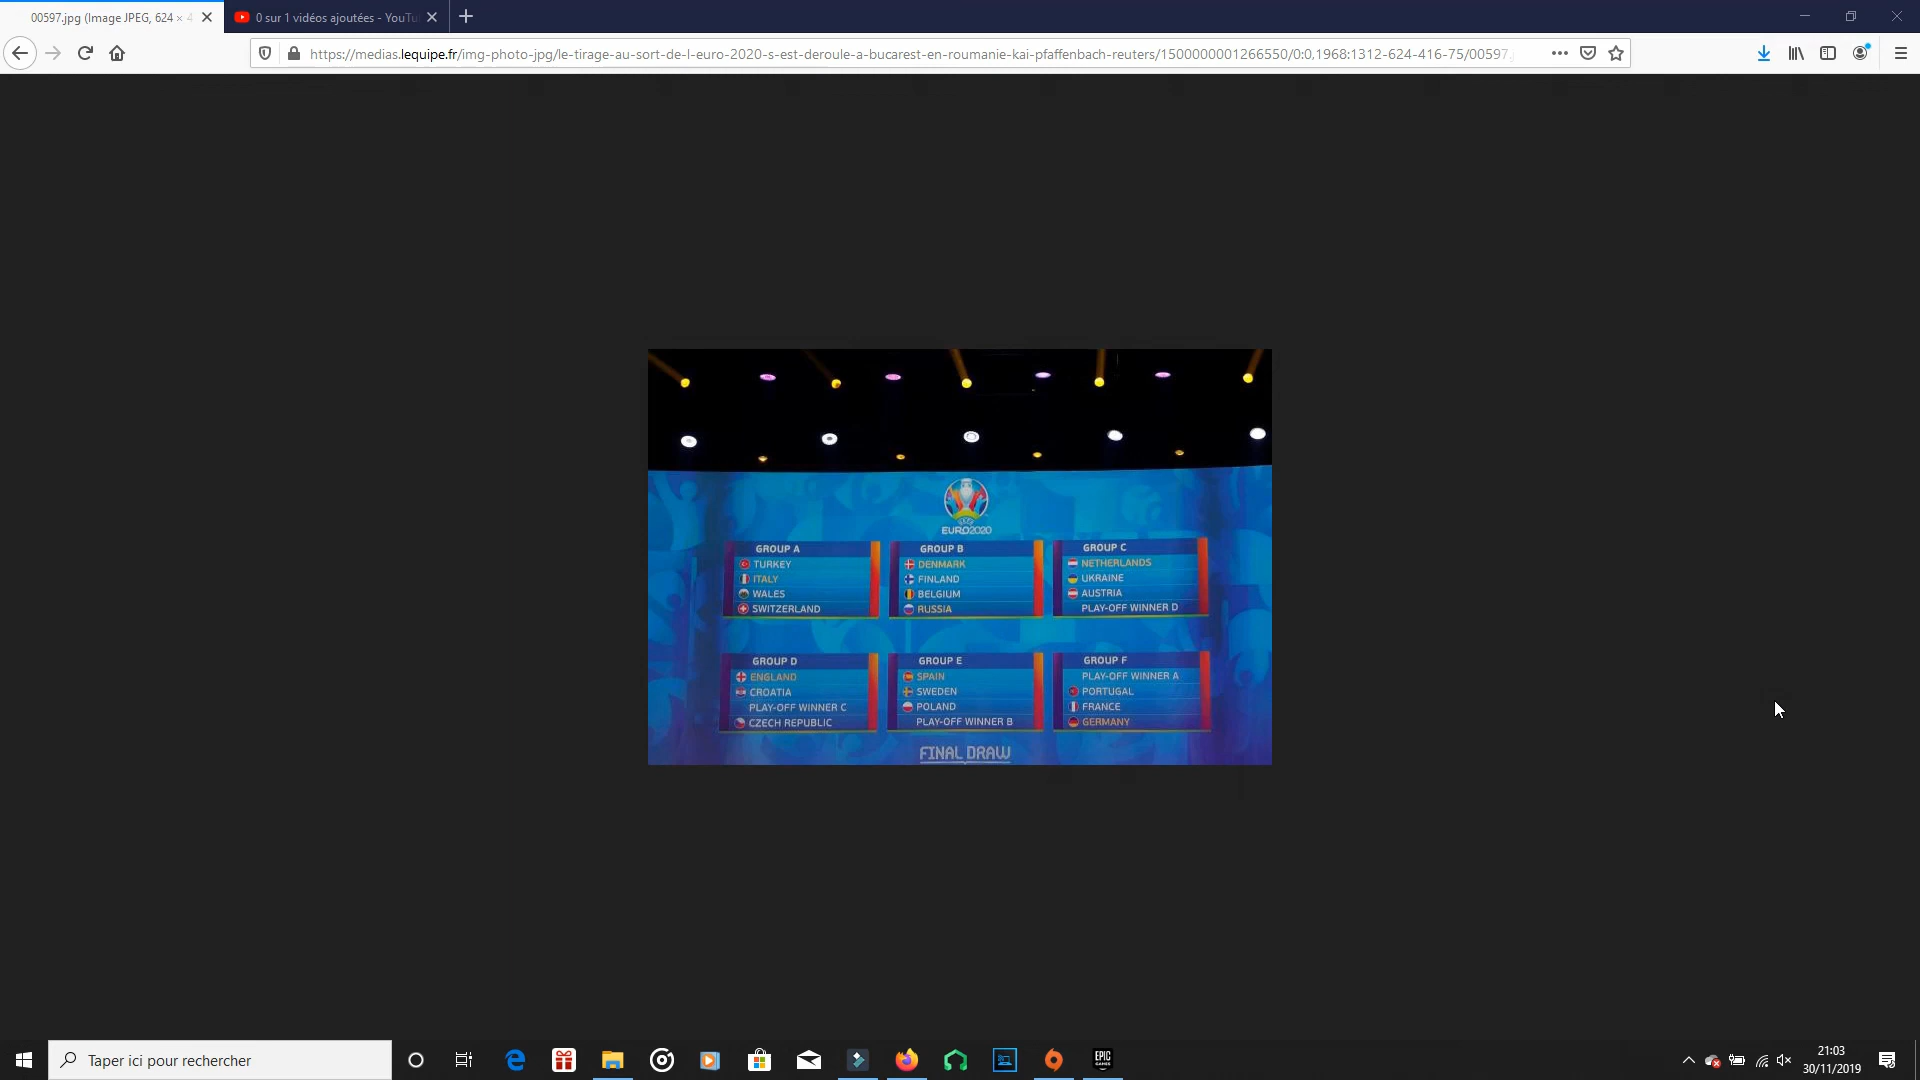 00597.jpg (Image JPEG, 624 × 4
0 sur 1 vidéos ajoutées - YouTu
https://medias.lequipe.fr/img-photo-jpg/le-tirage-au-sort-de-l-euro-2020-s-est-deroule-a-bucarest-en-roumanie-kai-pfaffenbach-reuters/1500000001266550/0:0,1968:1312-624-416-75/00597.
EURO2020
GROUP A
TURKEY
ITALY
WALES
SWITZERLAND
GROUP B
DENMARK
FINLAND
BELGIUM
RUSSIA
GROUP C
NETHERLANDS
UKRAINE
AUSTRIA
PLAY-OFF WINNER D
GROUP D
ENGLAND
CROATIA
PLAY-OFF WINNER C
CZECH REPUBLIC
GROUP E
SPAIN
SWEDEN
POLAND
PLAY-OFF WINNER B
GROUP F
PLAY-OFF WINNER A
PORTUGAL
FRANCE
GERMANY
FINAL DRAW
Taper ici pour rechercher
EPIC
GAMES
21:03
30/11/2019